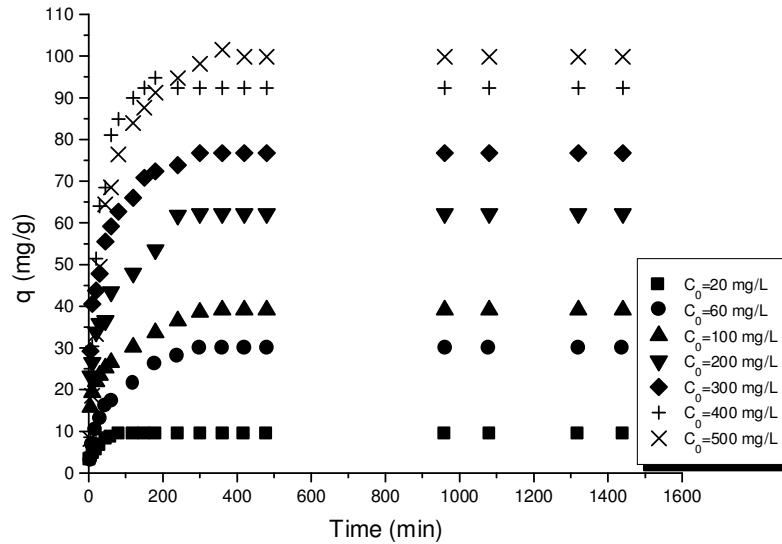 110
100
90
80
70
60
50
40
30
20
10
0
q (mg/g)
0 200 400 600 800 1000 1200 1400 1600
Time (min)
C₀=20 mg/L
C₀=60 mg/L
C₀=100 mg/L
C₀=200 mg/L
C₀=300 mg/L
C₀=400 mg/L
C₀=500 mg/L